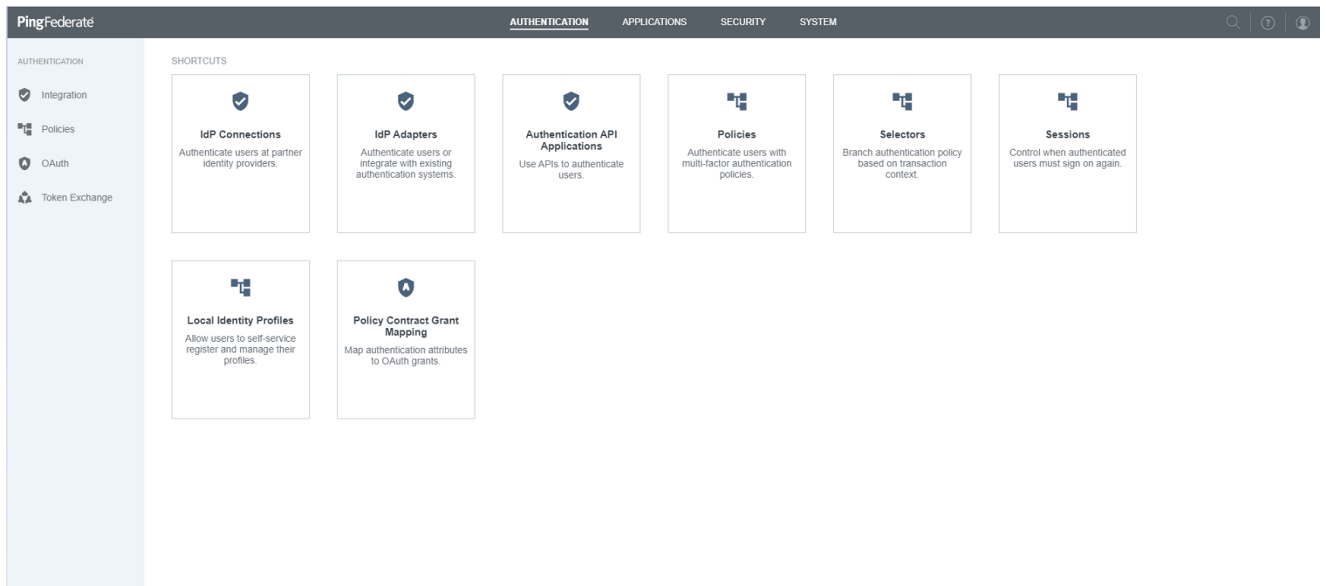 PingFederate
AUTHENTICATION APPLICATIONS SECURITY SYSTEM
?
AUTHENTICATION
Integration
Policies
OAuth
Token Exchange
SHORTCUTS
IdP Connections
Authenticate users at partner
identity providers.
IdP Adapters
Authenticate users or
integrate with existing
authentication systems.
Authentication API
Applications
Use APIs to authenticate
users.
Policies
Authenticate users with
multi-factor authentication
policies.
Selectors
Branch authentication policy
based on transaction
context.
Sessions
Control when authenticated
users must sign on again.
Local Identity Profiles
Allow users to self-service
register and manage their
profiles.
Policy Contract Grant
Mapping
Map authentication attributes
to OAuth grants.